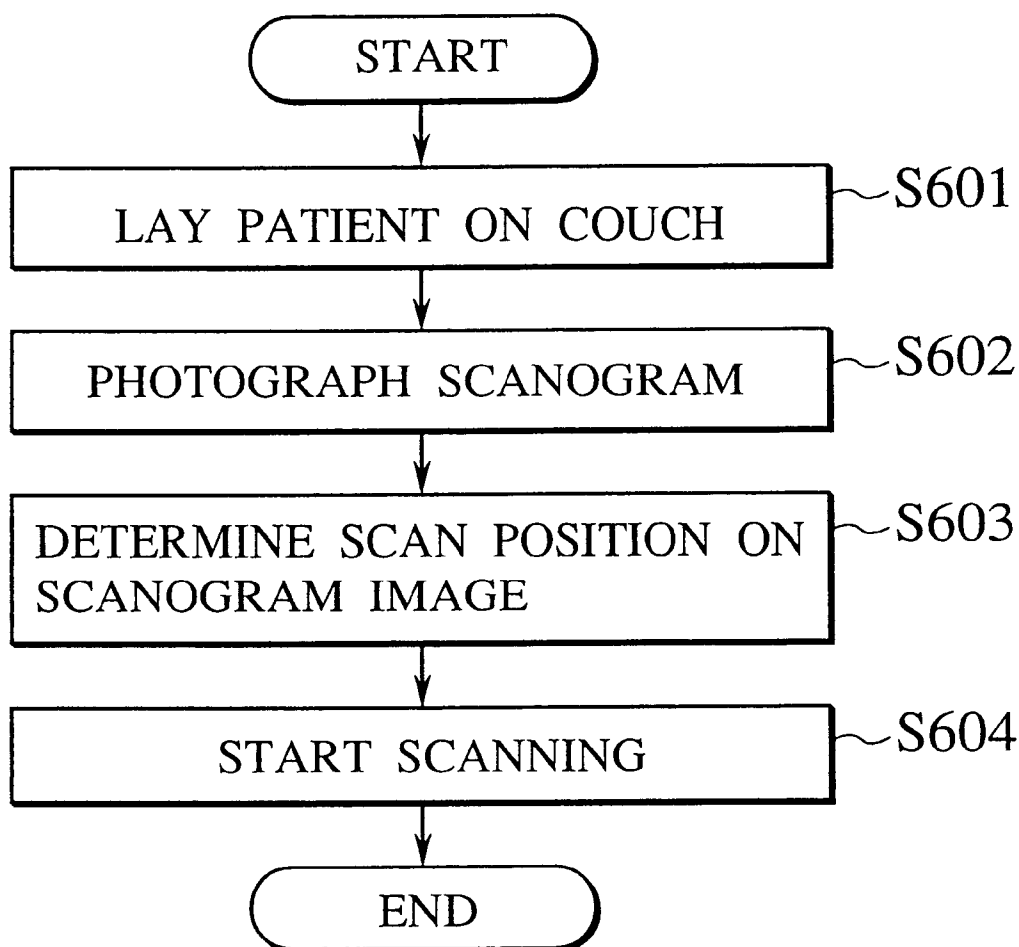 START
LAY PATIENT ON COUCH
S601
PHOTOGRAPH SCANOGRAM
S602
DETERMINE SCAN POSITION ON
SCANOGRAM IMAGE
S603
START SCANNING
S604
END